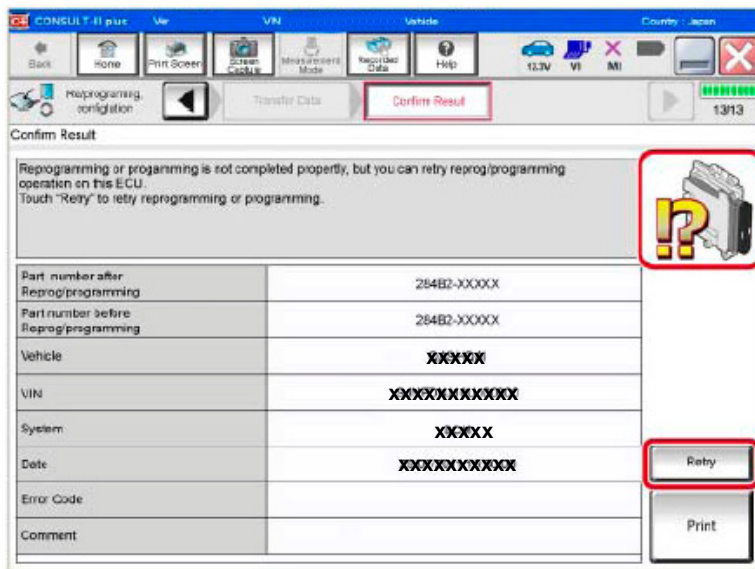 CONSULT-III plus Ver VIN Vehicle Country : Japan
Back Home Print Screen Screen Capture Measurement Mode Recorded Data Help 12.3V VI MI
Re/programming, configuration Transfer Data Confirm Result 13/13
Confirm Result
Reprogramming or progamming is not completed propertly, but you can retry reprog/programming
operation on this ECU.
Touch "Retry" to retry reprogramming or programming.
!?
Part number after
Reprog/programming
284B2-XXXXX
Part number before
Reprog/programming
284B2-XXXXX
Vehicle XXXXX
VIN XXXXXXXXXXX
System XXXXX
Date XXXXXXXXXX
Retry
Error Code
Comment
Print